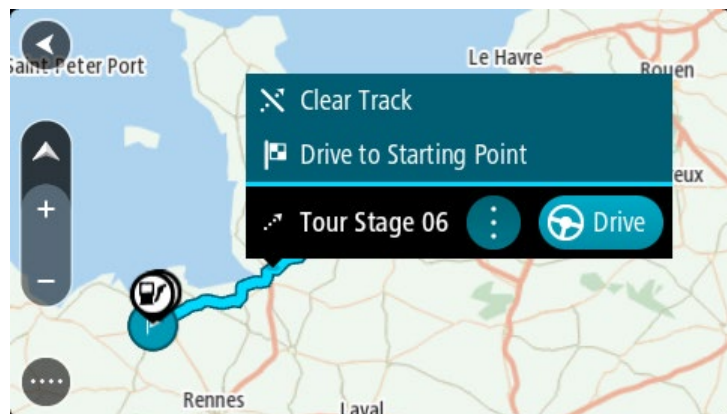 Saint Peter Port
Le Havre
Rouen
Clear Track
Drive to Starting Point
eux
Tour Stage 06
Drive
Rennes
Laval